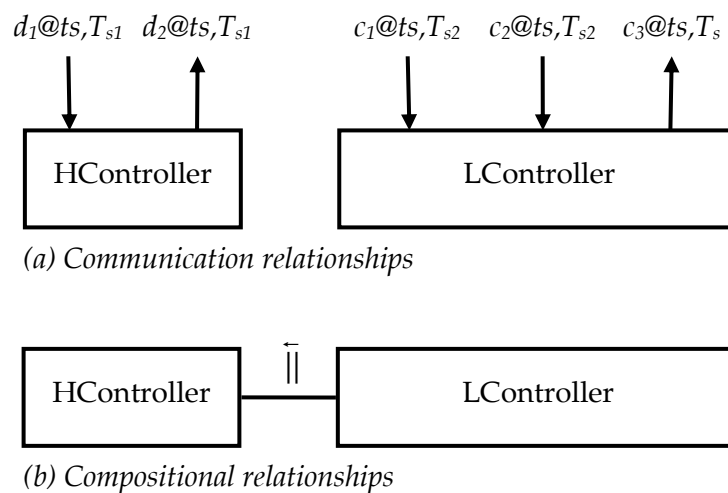 d₁@ts,Tₛ₁ d₂@ts,Tₛ₁ c₁@ts,Tₛ₂ c₂@ts,Tₛ₂ c₃@ts,Tₛ
HController LController
(a) Communication relationships
||
HController LController
(b) Compositional relationships